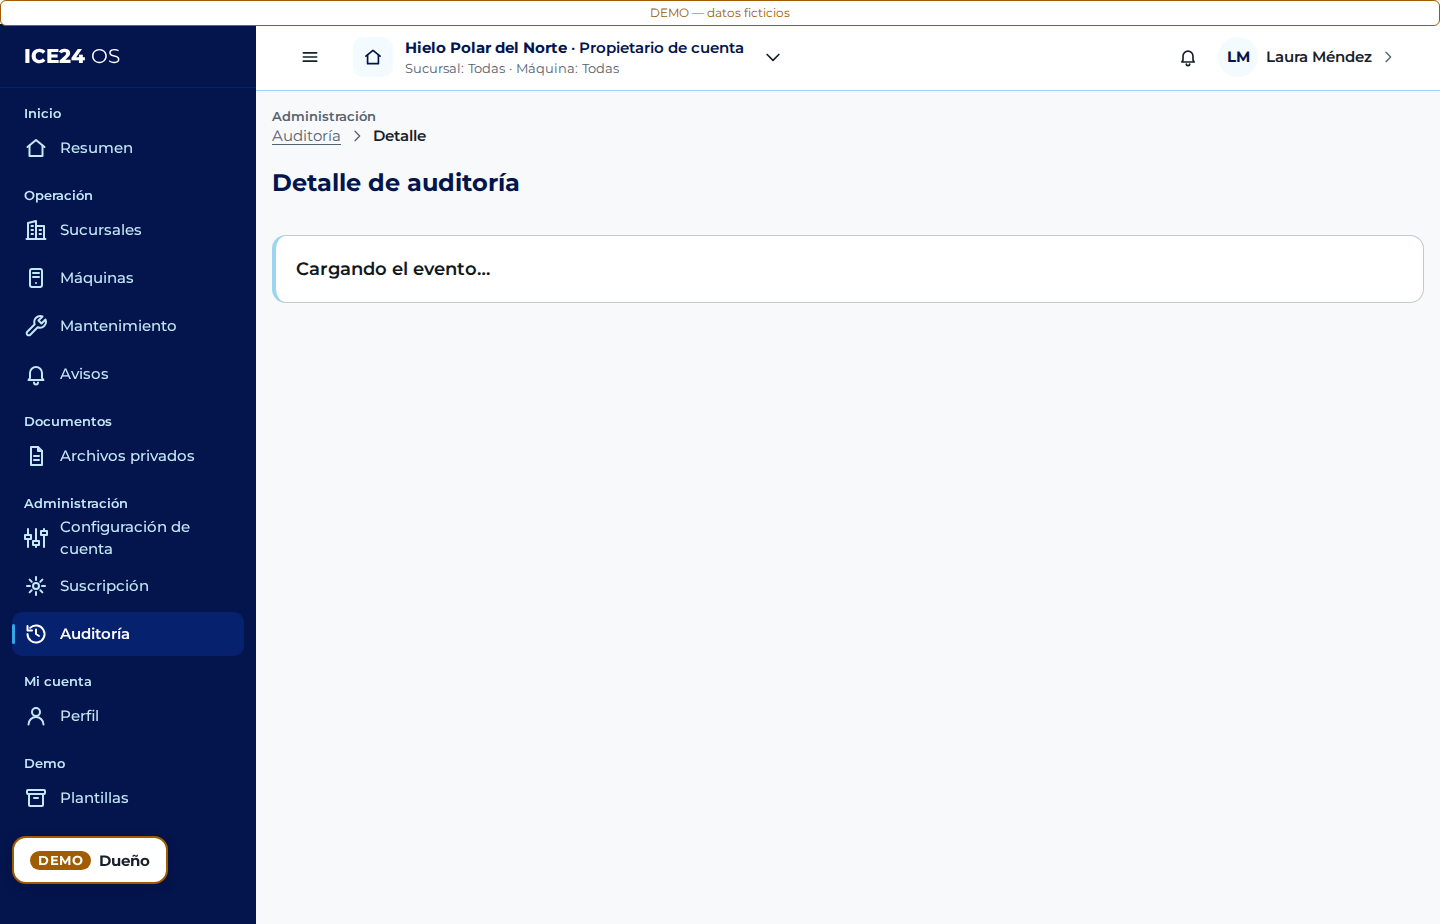 DEMO — datos ficticios
ICE24 OS
Hielo Polar del Norte · Propietario de cuenta
Sucursal: Todas · Máquina: Todas
LM Laura Méndez
Inicio
Resumen
Operación
Sucursales
Máquinas
Mantenimiento
Avisos
Documentos
Archivos privados
Administración
Configuración de
cuenta
Suscripción
Auditoría
Mi cuenta
Perfil
Demo
Plantillas
DEMO Dueño
Administración
Auditoría > Detalle
Detalle de auditoría
Cargando el evento...